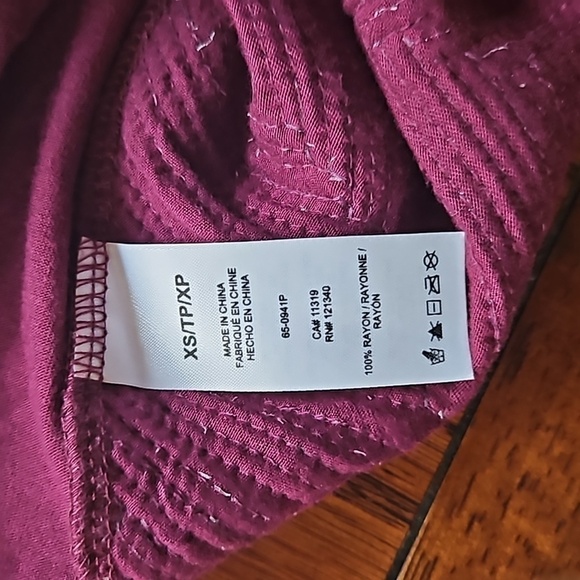 XS/TP/XP
MADE IN CHINA
FABRIQUÉ EN CHINE
HECHO EN CHINA
65-0941P
CA# 11319
RN# 121340
100% RAYON / RAYONNE /
RAYON